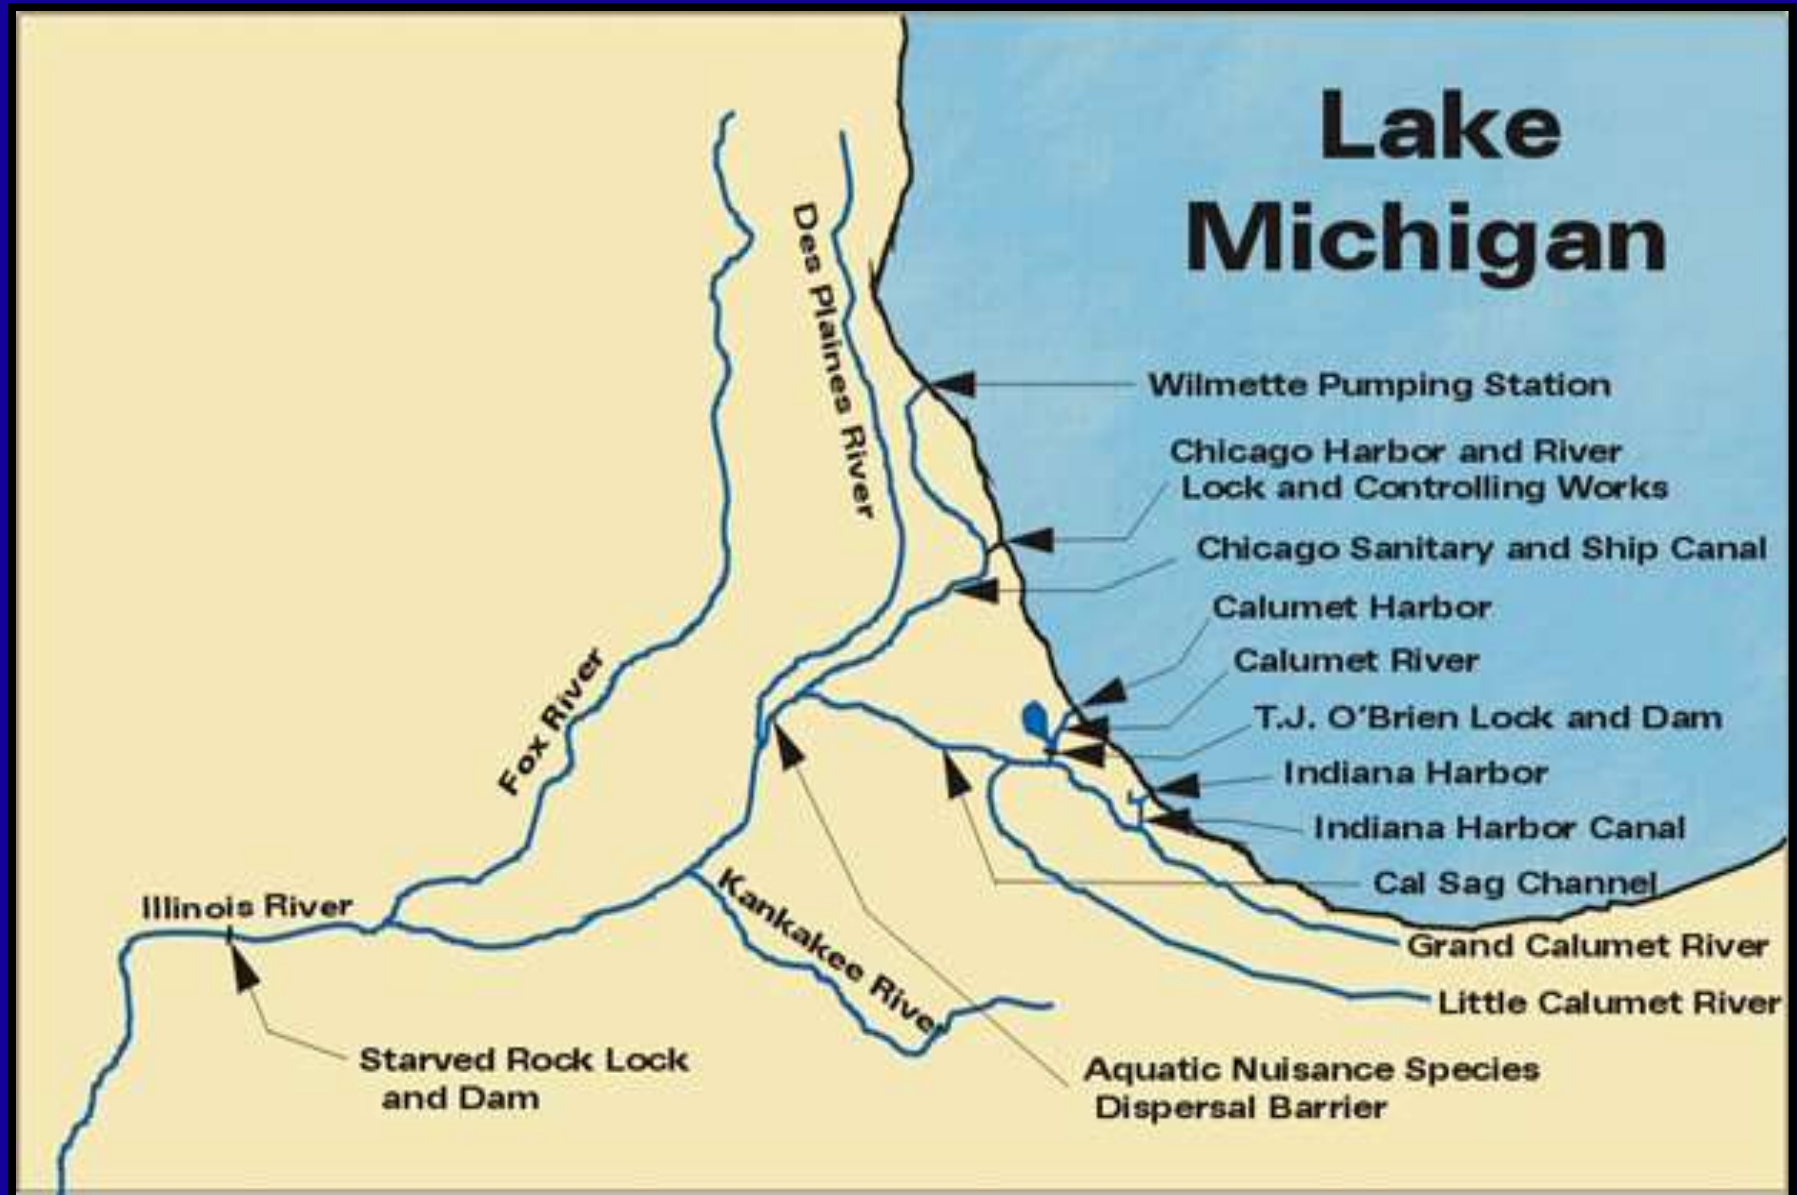 Lake
Michigan
Des Plaines River
Wilmette Pumping Station
Chicago Harbor and River
Lock and Controlling Works
Chicago Sanitary and Ship Canal
Calumet Harbor
Calumet River
Fox River
T.J. O'Brien Lock and Dam
Indiana Harbor
Indiana Harbor Canal
Cal Sag Channel
Illinois River
Kankakee River
Grand Calumet River
Little Calumet River
Starved Rock Lock
and Dam
Aquatic Nuisance Species
Dispersal Barrier